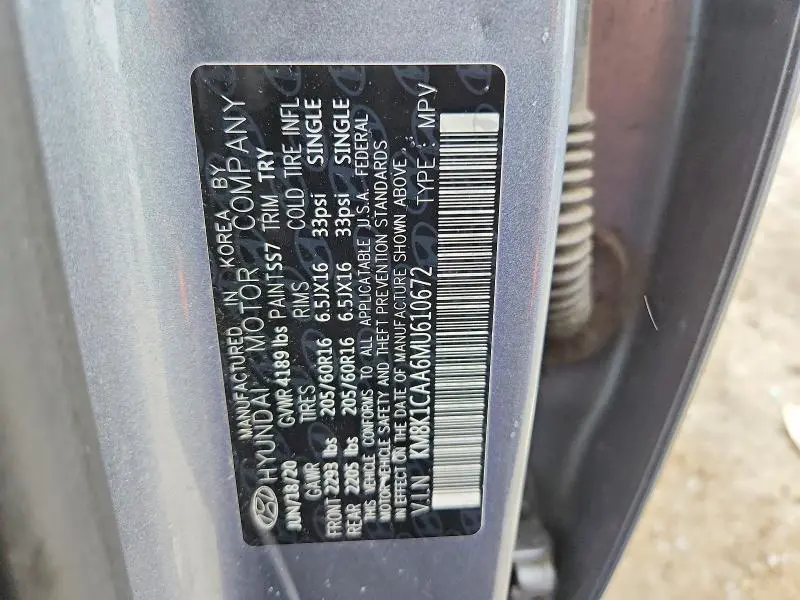 MANUFACTURED IN KOREA BY
HYUNDAI MOTOR COMPANY
JUN/18/20 GVWR 4189 lbs PAINT SS7 TRIM TRY
GAWR TIRES RIMS COLD TIRE INFL
FRONT 2293 lbs 205/60R16 6.5JX16 33psi SINGLE
REAR 2205 lbs 205/60R16 6.5JX16 33psi SINGLE
THIS VEHICLE CONFORMS TO ALL APPLICABLE U.S.A. FEDERAL
MOTOR VEHICLE SAFETY AND THEFT PREVENTION STANDARDS
IN EFFECT ON THE DATE OF MANUFACTURE SHOWN ABOVE.
V.I.N : KM8K1CAA6MU610672 TYPE : MPV